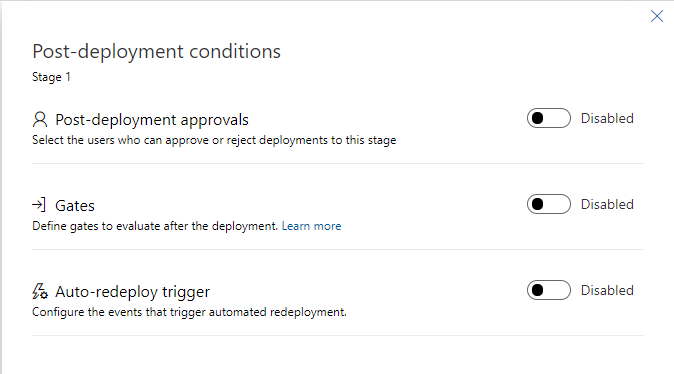 Post-deployment conditions
Stage 1
Post-deployment approvals
Disabled
Select the users who can approve or reject deployments to this stage
Gates
Disabled
Define gates to evaluate after the deployment. Learn more
Auto-redeploy trigger
Disabled
Configure the events that trigger automated redeployment.